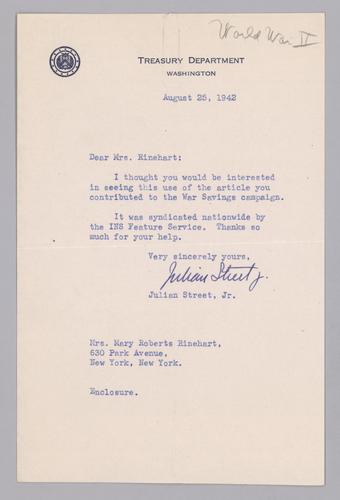 World War II
TREASURY DEPARTMENT
WASHINGTON
August 25, 1942
Dear Mrs. Rinehart:
I thought you would be interested
in seeing this use of the article you
contributed to the War Savings campaign.
It was syndicated nationwide by
the INS Feature Service. Thanks so
much for your help.
Very sincerely yours,
Julian Street Jr.
Julian Street, Jr.
Mrs. Mary Roberts Rinehart,
630 Park Avenue,
New York, New York.
Enclosure.